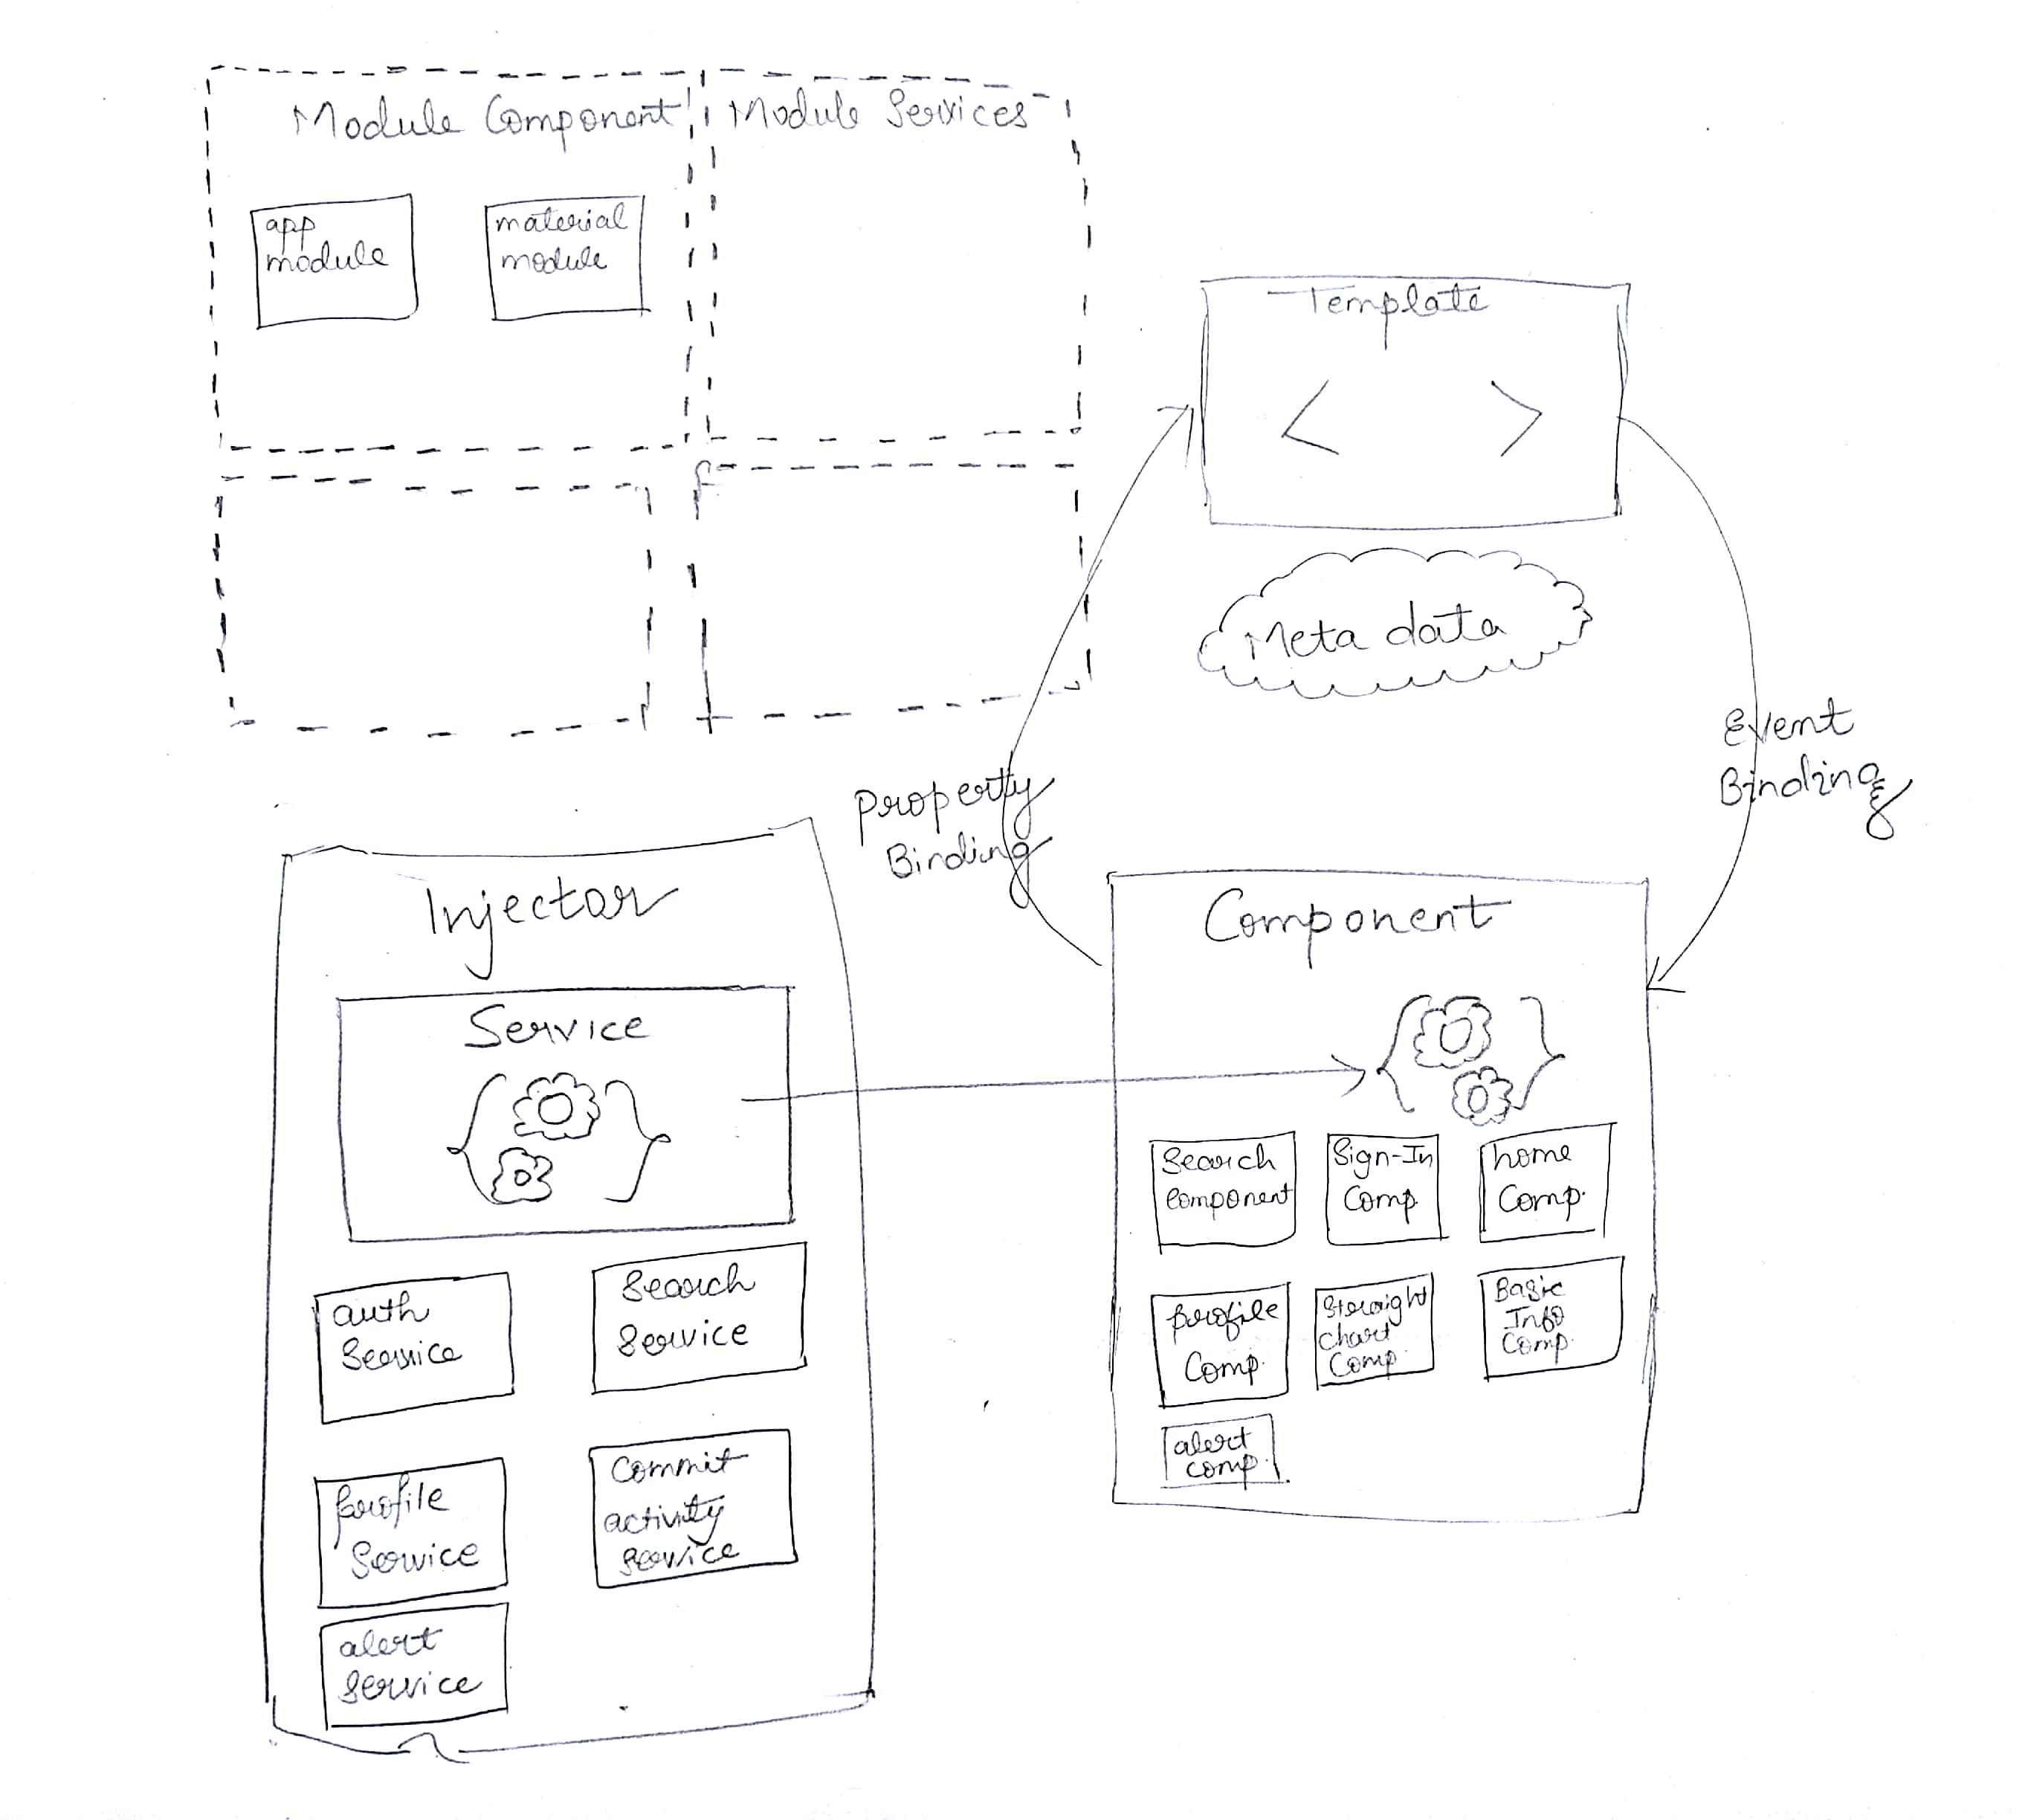 Module Component
Module Services
app
module
material
module
Template
< >
Meta data
Event
Binding
Property
Binding
Injector
Service
auth
Service
Search
Service
profile
Service
Commit
activity
Service
alert
Service
Component
Search
component
Sign-In
Comp.
home
Comp.
profile
Comp.
Straight
Chart
Comp.
Basic
Info
Comp.
alert
comp.